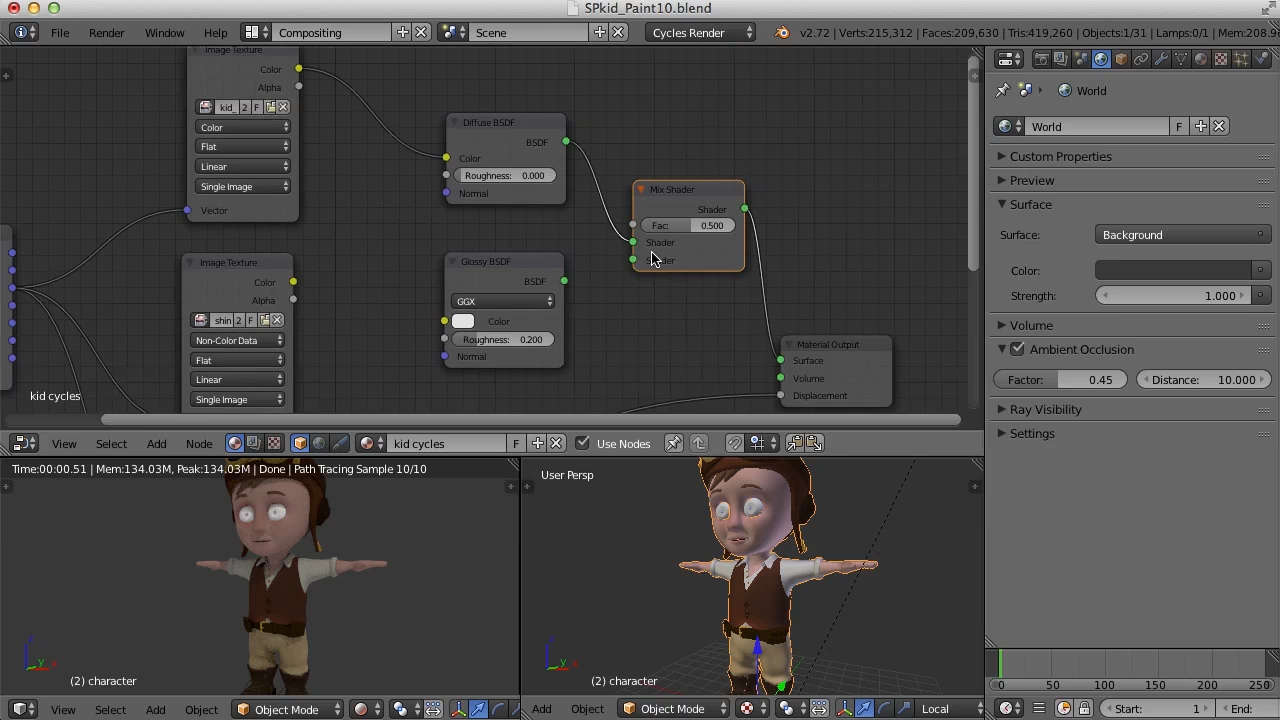 SPkid_Paint10.blend
File Render Window Help Compositing Scene Cycles Render v2.72 | Verts:215,312 | Faces:209,630 | Tris:419,260 | Objects:1/31 | Lamps:0/1 | Mem:208.9
Image Texture
Color
Alpha
kid_ 2 F
Color
Flat
Linear
Single Image
Vector
Diffuse BSDF
BSDF
Color
Roughness: 0.000
Normal
Mix Shader
Shader
Fac: 0.500
Shader
Image Texture
Color
Alpha
shin 2 F
Non-Color Data
Flat
Linear
Single Image
Glossy BSDF
BSDF
GGX
Color
Roughness: 0.200
Normal
Material Output
Surface
Volume
Displacement
kid cycles
View Select Add Node kid cycles F Use Nodes
World
World F
Custom Properties
Preview
Surface
Surface: Background
Color:
Strength: 1.000
Volume
Ambient Occlusion
Factor: 0.45 Distance: 10.000
Ray Visibility
Settings
Time:00:00.51 | Mem:134.03M, Peak:134.03M | Done | Path Tracing Sample 10/10
z
y x
(2) character
View Select Add Object Object Mode
User Persp
z
y x
(2) character
Add Object Object Mode Local
0 50 100 150 200 250
Start: 1 End: